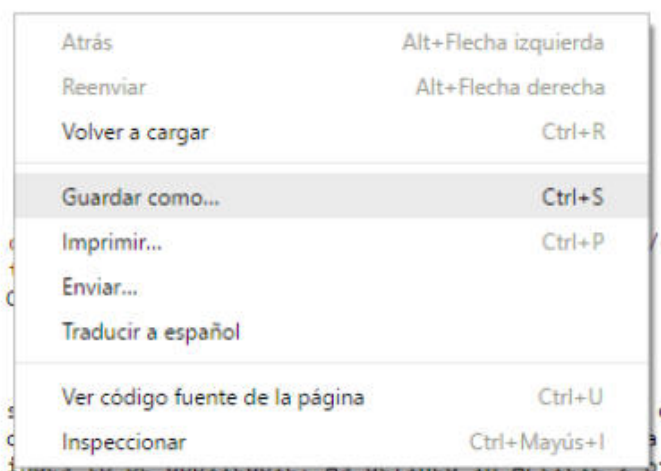 Atrás Alt+Flecha izquierda
Reenviar Alt+Flecha derecha
Volver a cargar Ctrl+R
Guardar como... Ctrl+S
Imprimir... Ctrl+P
Enviar...
Traducir a español
Ver código fuente de la página Ctrl+U
Inspeccionar Ctrl+Mayús+I